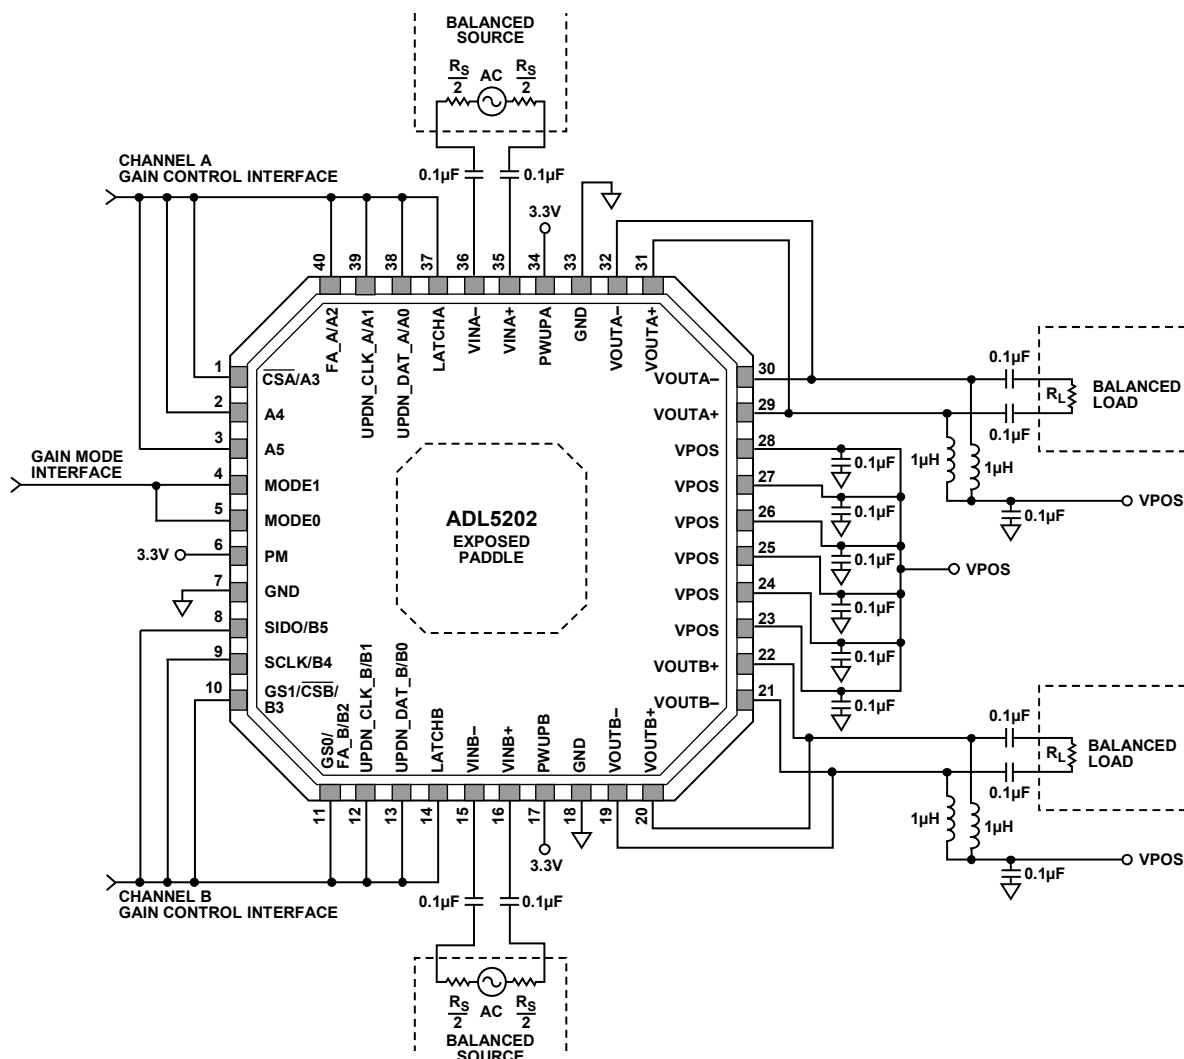 BALANCED
SOURCE
RS/2
AC
RS/2
0.1µF
0.1µF
CHANNEL A
GAIN CONTROL INTERFACE
3.3V
40
39
38
37
36
35
34
33
32
31
FA_A/A2
UPDN_CLK_A/A1
UPDN_DAT_A/A0
LATCHA
VINA–
VINA+
PWUPA
GND
VOUTA–
VOUTA+
1
CSA/A3
2
A4
3
A5
GAIN MODE
INTERFACE
4
MODE1
5
MODE0
3.3V
6
PM
7
GND
8
SIDO/B5
9
SCLK/B4
10
GS1/CSB/
B3
ADL5202
EXPOSED
PADDLE
30
VOUTA–
29
VOUTA+
28
VPOS
27
VPOS
26
VPOS
25
VPOS
24
VPOS
23
VPOS
22
VOUTB+
21
VOUTB–
0.1µF
0.1µF
RL
BALANCED
LOAD
1µH
1µH
0.1µF
VPOS
0.1µF
0.1µF
0.1µF
0.1µF
0.1µF
0.1µF
VPOS
0.1µF
0.1µF
RL
BALANCED
LOAD
1µH
1µH
0.1µF
VPOS
GS0/
FA_B/B2
UPDN_CLK_B/B1
UPDN_DAT_B/B0
LATCHB
VINB–
VINB+
PWUPB
GND
VOUTB–
VOUTB+
11
12
13
14
15
16
17
18
19
20
3.3V
CHANNEL B
GAIN CONTROL INTERFACE
0.1µF
0.1µF
RS/2
AC
RS/2
BALANCED
SOURCE